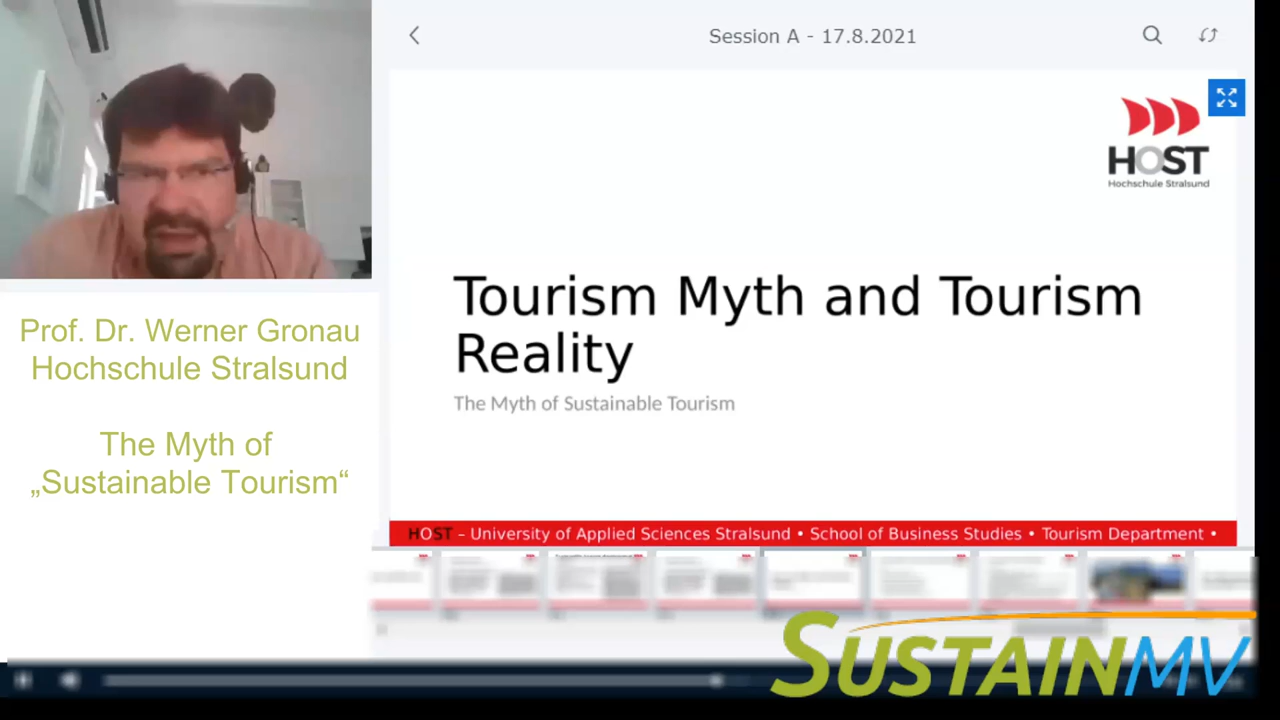 Session A - 17.8.2021
HOST
Hochschule Stralsund
Tourism Myth and Tourism
Reality
The Myth of Sustainable Tourism
HOST – University of Applied Sciences Stralsund • School of Business Studies • Tourism Department •
Prof. Dr. Werner Gronau
Hochschule Stralsund
The Myth of
„Sustainable Tourism“
SUSTAINMV